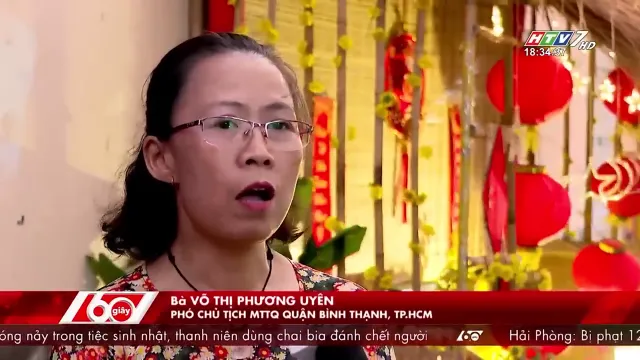 HTV7 HD
18:34
60 giây
Bà VÕ THỊ PHƯƠNG UYÊN
PHÓ CHỦ TỊCH MTTQ QUẬN BÌNH THẠNH, TP.HCM
óng nảy trong tiệc sinh nhật, thanh niên dùng chai bia đánh chết người 60 Hải Phòng: Bị phạt 12